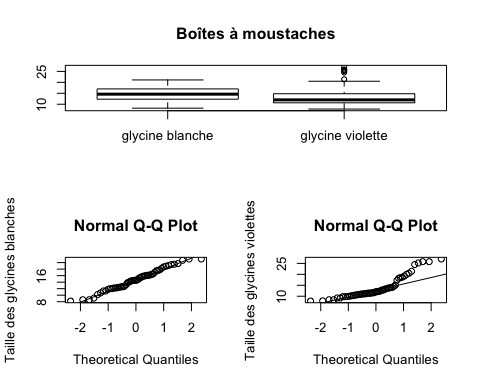 Boîtes à moustaches
25
10
glycine blanche glycine violette
Normal Q-Q Plot
Taille des glycines blanches
16
8
-2 -1 0 1 2
Theoretical Quantiles
Normal Q-Q Plot
Taille des glycines violettes
25
10
-2 -1 0 1 2
Theoretical Quantiles